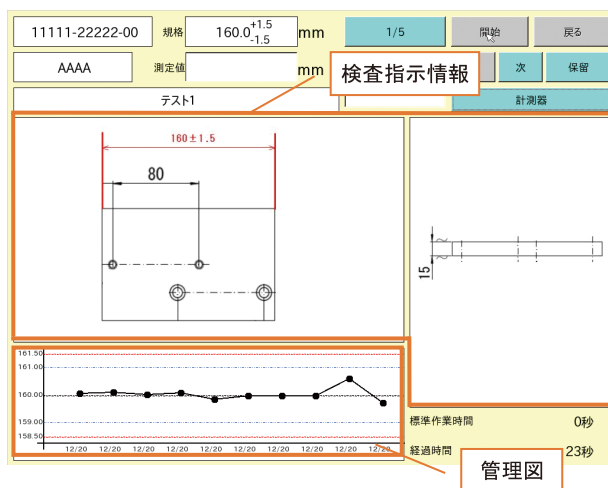 11111-22222-00 規格 160.0 +1.5 -1.5 mm 1/5 開始 戻る
AAAA 測定値 mm 次 保留
検査指示情報
テスト1 計測器
160±1.5
80
15
161.50
161.00
160.00
159.00
158.50
12/20 12/20 12/20 12/20 12/20 12/20 12/20 12/20 12/20 12/20
標準作業時間 0秒
経過時間 23秒
管理図